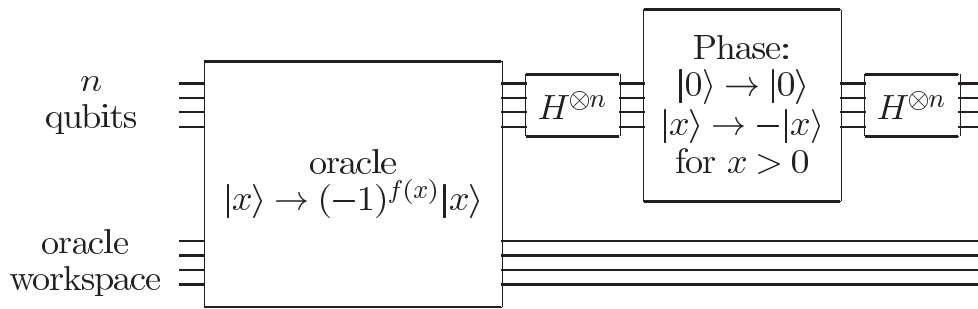 n
qubits
oracle
workspace
oracle
|x⟩ → (−1)^{f(x)}|x⟩
H^{⊗n}
Phase:
|0⟩ → |0⟩
|x⟩ → −|x⟩
for x > 0
H^{⊗n}